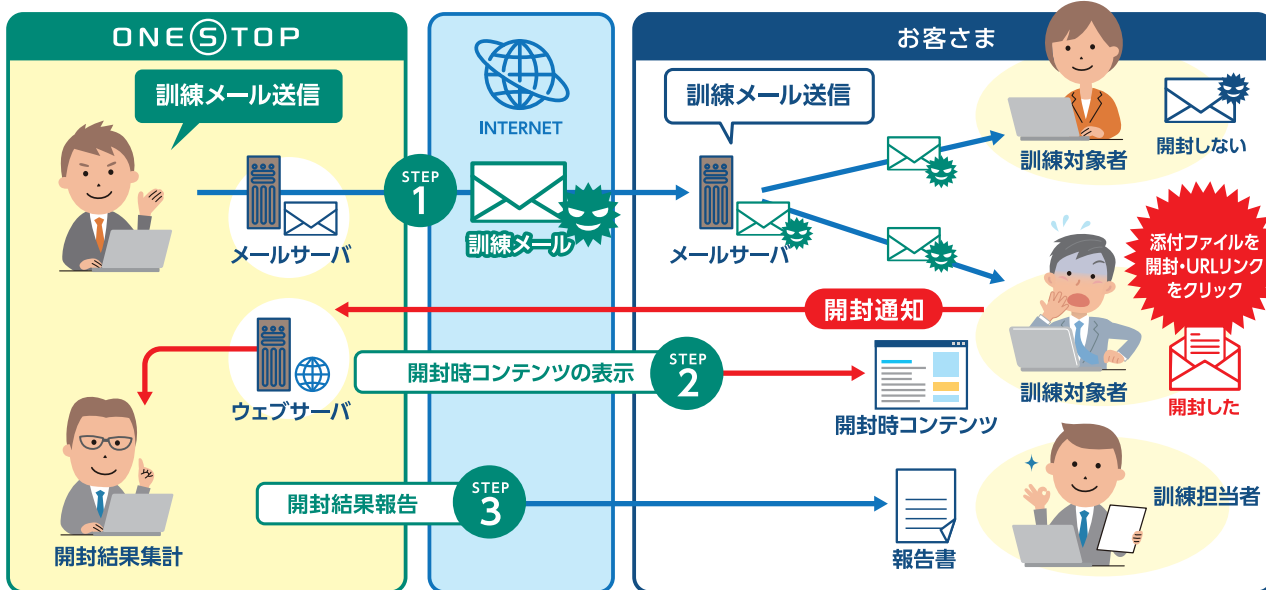 ONE S TOP
訓練メール送信
メールサーバ
ウェブサーバ
開封結果集計
INTERNET
STEP
1
訓練メール
お客さま
訓練メール送信
メールサーバ
訓練対象者
開封しない
添付ファイルを
開封・URLリンク
をクリック
訓練対象者
開封した
開封通知
開封時コンテンツの表示
STEP
2
開封時コンテンツ
開封結果報告
STEP
3
報告書
訓練担当者